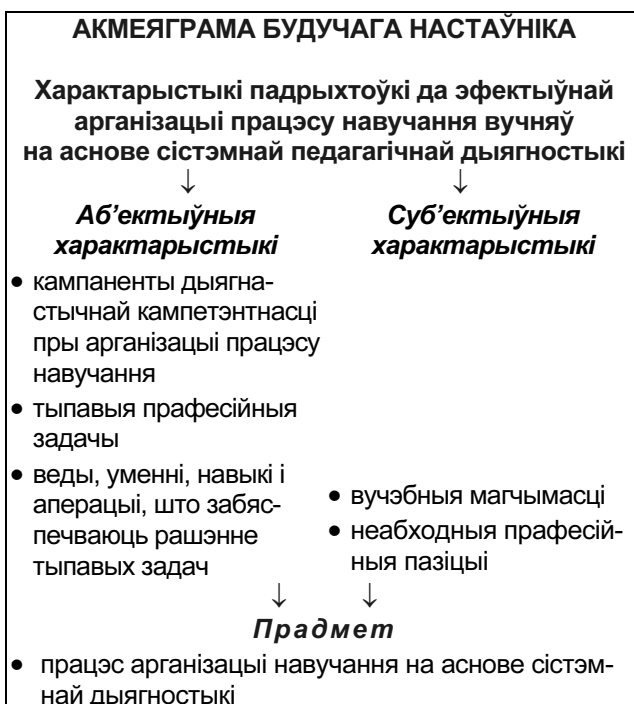 АКМЕЯГРАМА БУДУЧАГА НАСТАЎНІКА
Характарыстыкі падрыхтоўкі да эфектыўнай
арганізацыі працэсу навучання вучняў
на аснове сістэмнай педагагічнай дыягностыкі
↓ ↓
Аб’ектыўныя
характарыстыкі
Суб’ектыўныя
характарыстыкі
• кампаненты дыягна-
стычнай кампетэнтнасці
пры арганізацыі працэсу
навучання
• тыпавыя прафесійныя
задачы
• веды, уменні, навыкі і
аперацыі, што забяс-
печваюць рашэнне
тыпавых задач
• вучэбныя магчымасці
• неабходныя прафесій-
ныя пазіцыі
↓ ↓
Прадмет
• працэс арганізацыі навучання на аснове сістэм-
най дыягностыкі